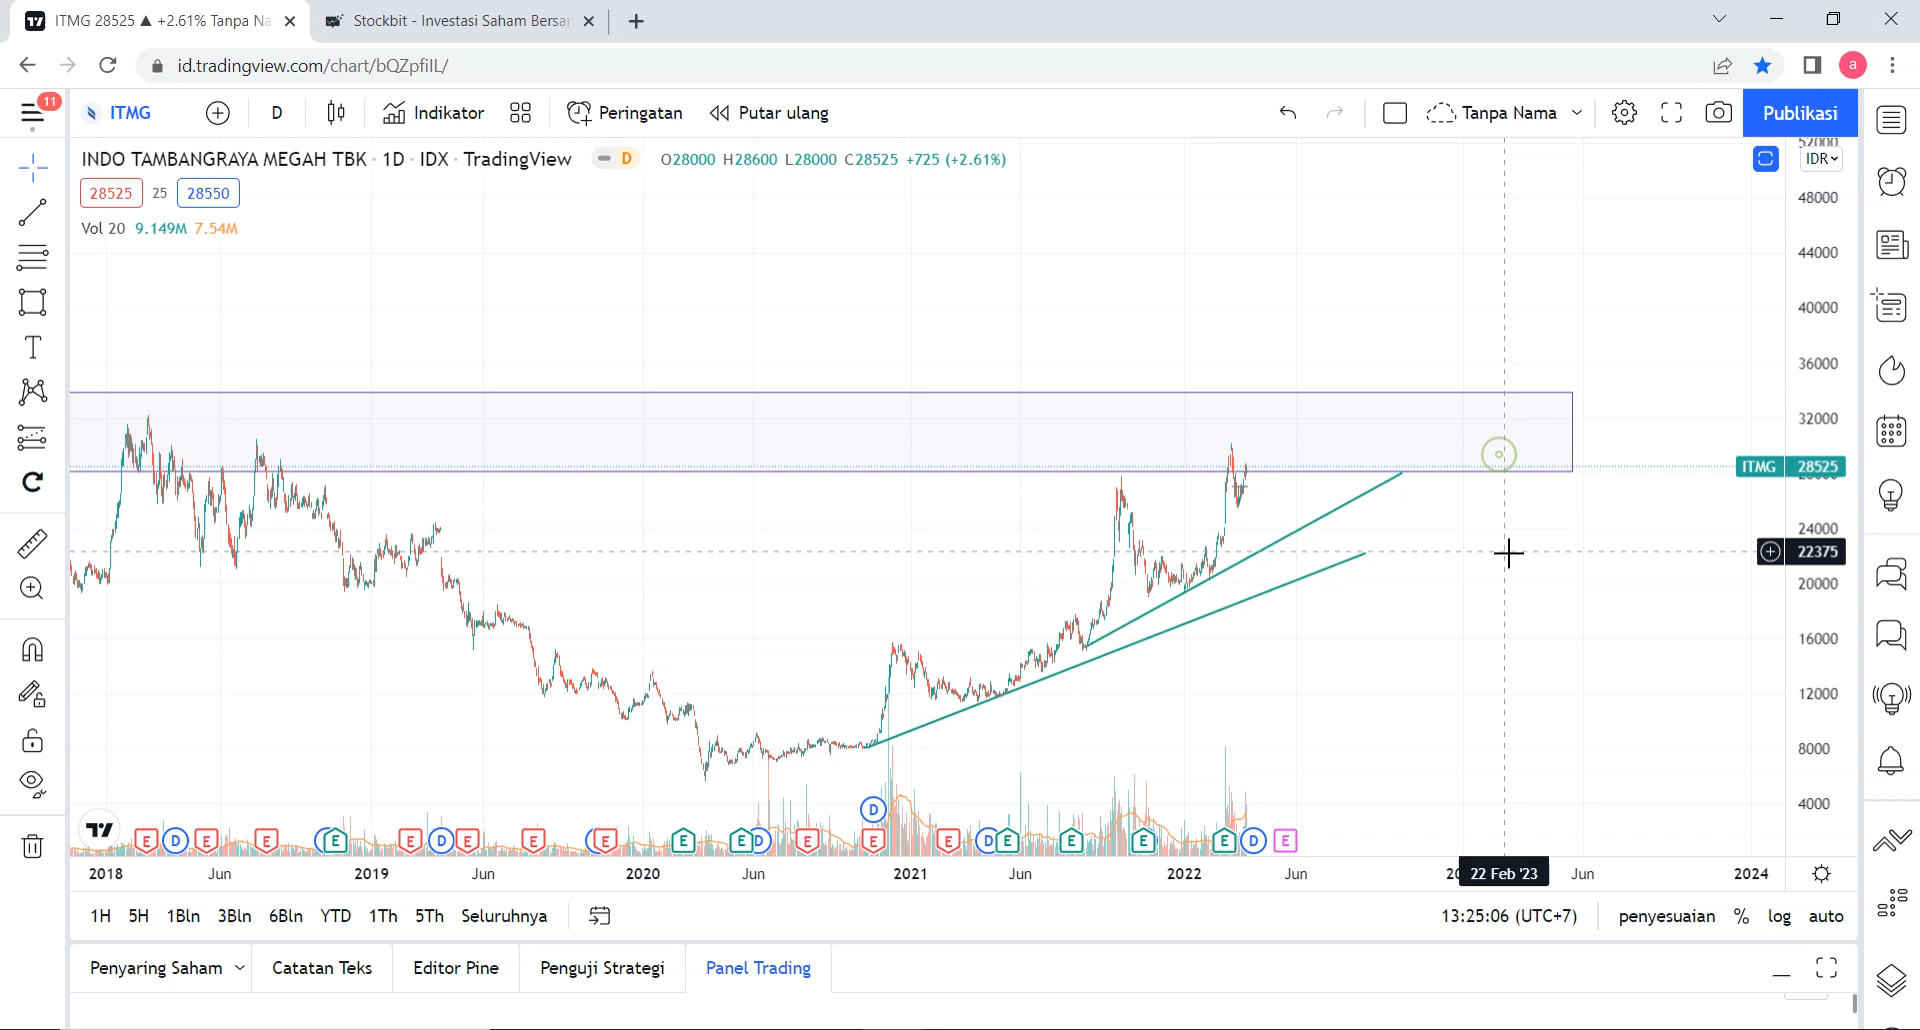 ITMG 28525 ▲ +2.61% Tanpa Na
Stockbit - Investasi Saham Bersan
id.tradingview.com/chart/bQZpfiIL/
a
11
ITMG
D
Indikator
Peringatan
Putar ulang
Tanpa Nama
Publikasi
INDO TAMBANGRAYA MEGAH TBK · 1D · IDX · TradingView
D
O28000 H28600 L28000 C28525 +725 (+2.61%)
IDR
28525 25 28550
Vol 20 9.149M 7.54M
52000
48000
44000
40000
36000
32000
ITMG 28525
24000
22375
20000
16000
12000
8000
4000
D
E D E E E E D E E E E D E E E D E E E E D E
2018 Jun 2019 Jun 2020 Jun 2021 Jun 2022 Jun 22 Feb '23 Jun 2024
1H 5H 1Bln 3Bln 6Bln YTD 1Th 5Th Seluruhnya
13:25:06 (UTC+7) penyesuaian % log auto
Penyaring Saham Catatan Teks Editor Pine Penguji Strategi Panel Trading